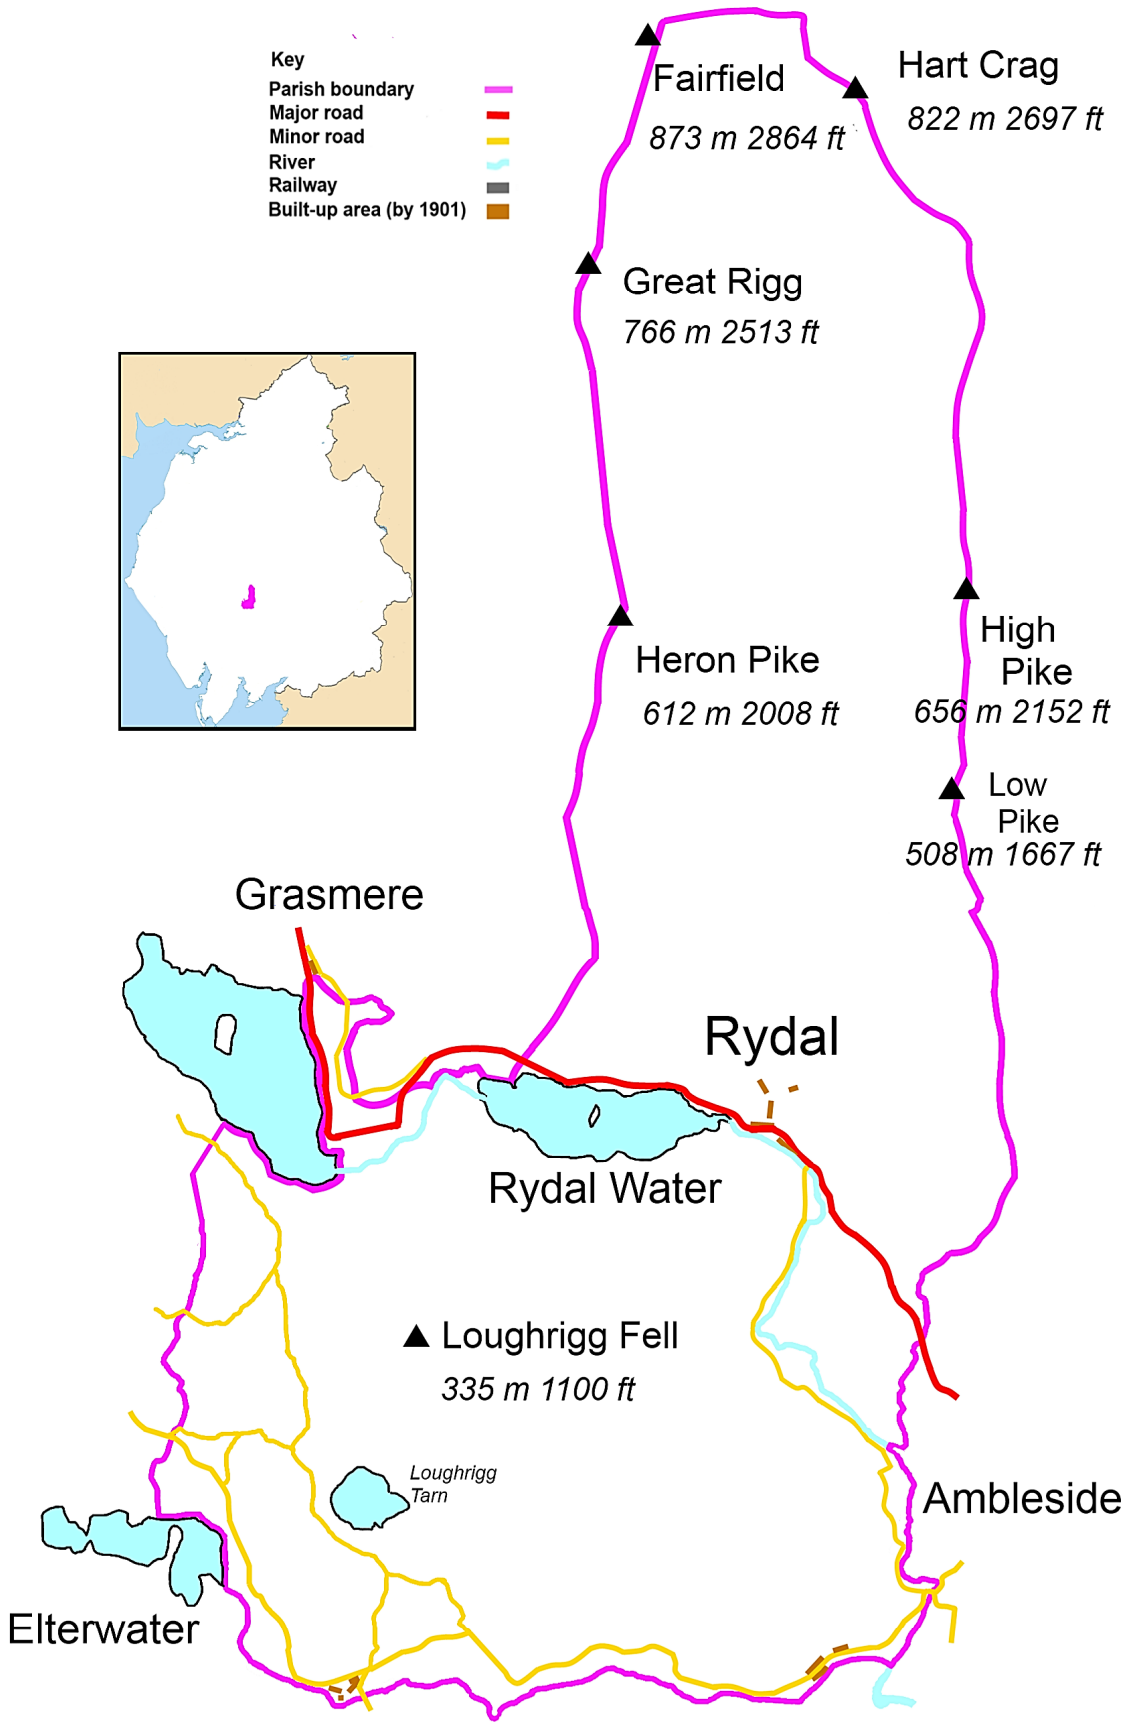 Key
Parish boundary
Major road
Minor road
River
Railway
Built-up area (by 1901)
Fairfield
873 m 2864 ft
Hart Crag
822 m 2697 ft
Great Rigg
766 m 2513 ft
Heron Pike
612 m 2008 ft
High
Pike
656 m 2152 ft
Low
Pike
508 m 1667 ft
Grasmere
Rydal
Rydal Water
Loughrigg Fell
335 m 1100 ft
Loughrigg
Tarn
Ambleside
Elterwater